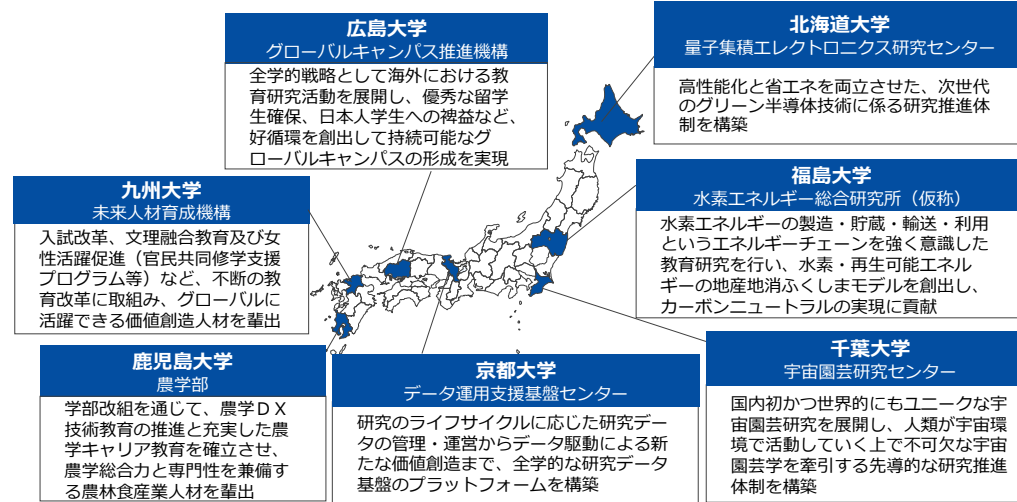 広島大学
グローバルキャンパス推進機構
全学的戦略として海外における教
育研究活動を展開し、優秀な留学
生確保、日本人学生への裨益など、
好循環を創出して持続可能なグ
ローバルキャンパスの形成を実現
北海道大学
量子集積エレクトロニクス研究センター
高性能化と省エネを両立させた、次世代
のグリーン半導体技術に係る研究推進体
制を構築
九州大学
未来人材育成機構
入試改革、文理融合教育及び女
性活躍促進（官民共同修学支援
プログラム等）など、不断の教
育改革に取組み、グローバルに
活躍できる価値創造人材を輩出
福島大学
水素エネルギー総合研究所（仮称）
水素エネルギーの製造・貯蔵・輸送・利用
というエネルギーチェーンを強く意識した
教育研究を行い、水素・再生可能エネル
ギーの地産地消ふくしまモデルを創出し、
カーボンニュートラルの実現に貢献
鹿児島大学
農学部
学部改組を通じて、農学ＤＸ
技術教育の推進と充実した農
学キャリア教育を確立させ、
農学総合力と専門性を兼備す
る農林食産業人材を輩出
京都大学
データ運用支援基盤センター
研究のライフサイクルに応じた研究デー
タの管理・運営からデータ駆動による新
たな価値創造まで、全学的な研究データ
基盤のプラットフォームを構築
千葉大学
宇宙園芸研究センター
国内初かつ世界的にもユニークな宇
宙園芸研究を展開し、人類が宇宙環
境で活動していく上で不可欠な宇宙
園芸学を牽引する先導的な研究推進
体制を構築